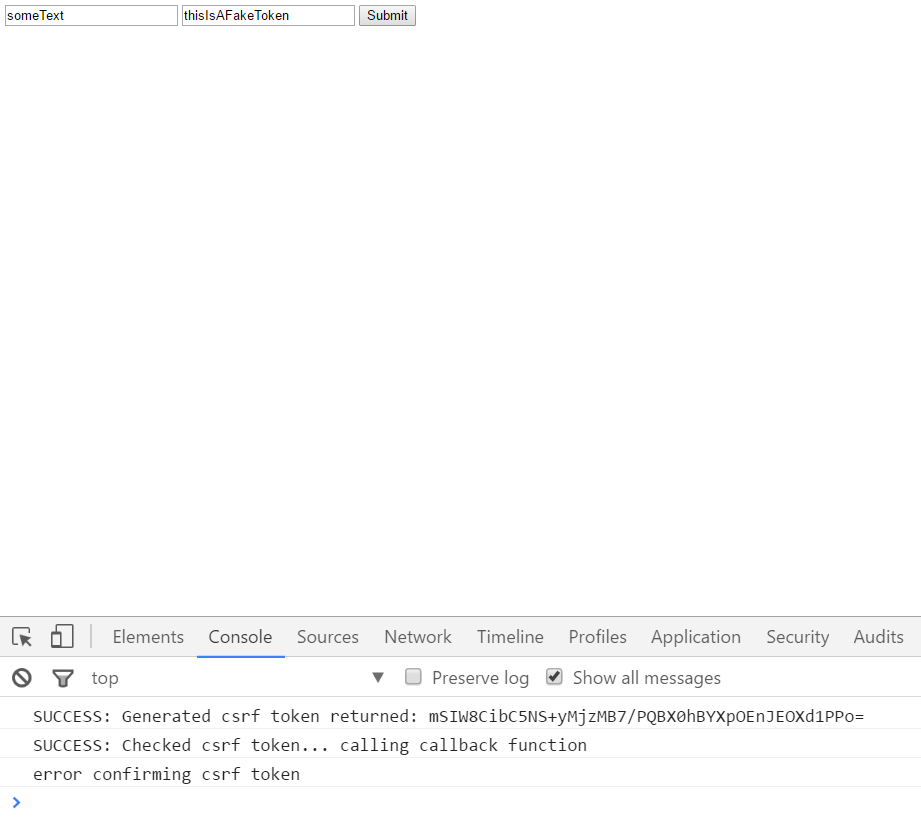 someText thisIsAFakeToken Submit
Elements Console Sources Network Timeline Profiles Application Security Audits
top Preserve log Show all messages
SUCCESS: Generated csrf token returned: mSIW8CibC5NS+yMjzMB7/PQBX0hBYXpOEnJEOXd1PPo=
SUCCESS: Checked csrf token... calling callback function
error confirming csrf token